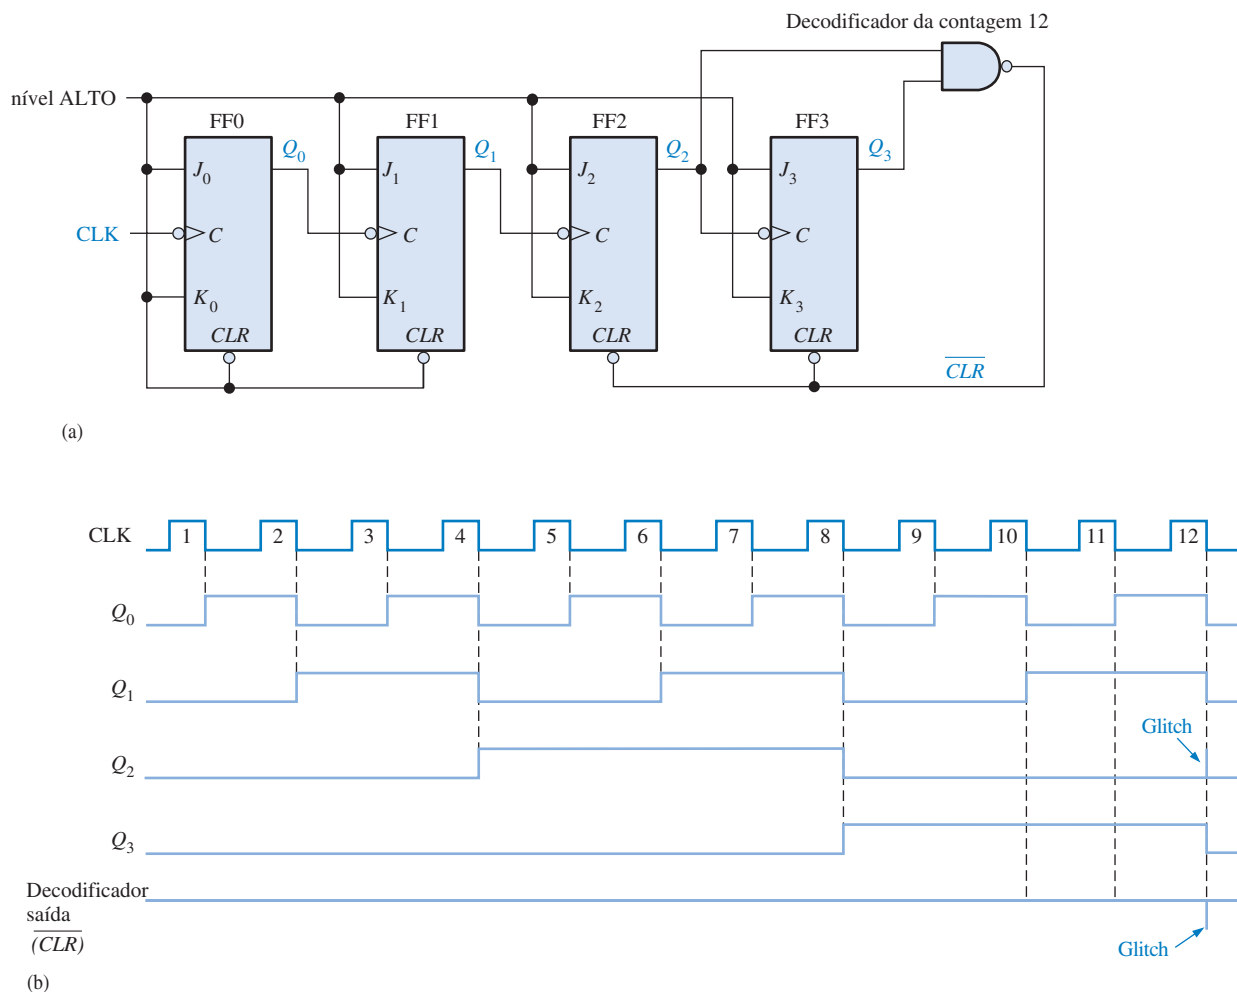 Decodificador da contagem 12
nível ALTO
FF0 FF1 FF2 FF3
Q0 Q1 Q2 Q3
J0 J1 J2 J3
CLK C C C C
K0 K1 K2 K3
CLR CLR CLR CLR
CLR
(a)
CLK 1 2 3 4 5 6 7 8 9 10 11 12
Q0
Q1
Glitch
Q2
Q3
Decodificador
saída
(CLR)
Glitch
(b)